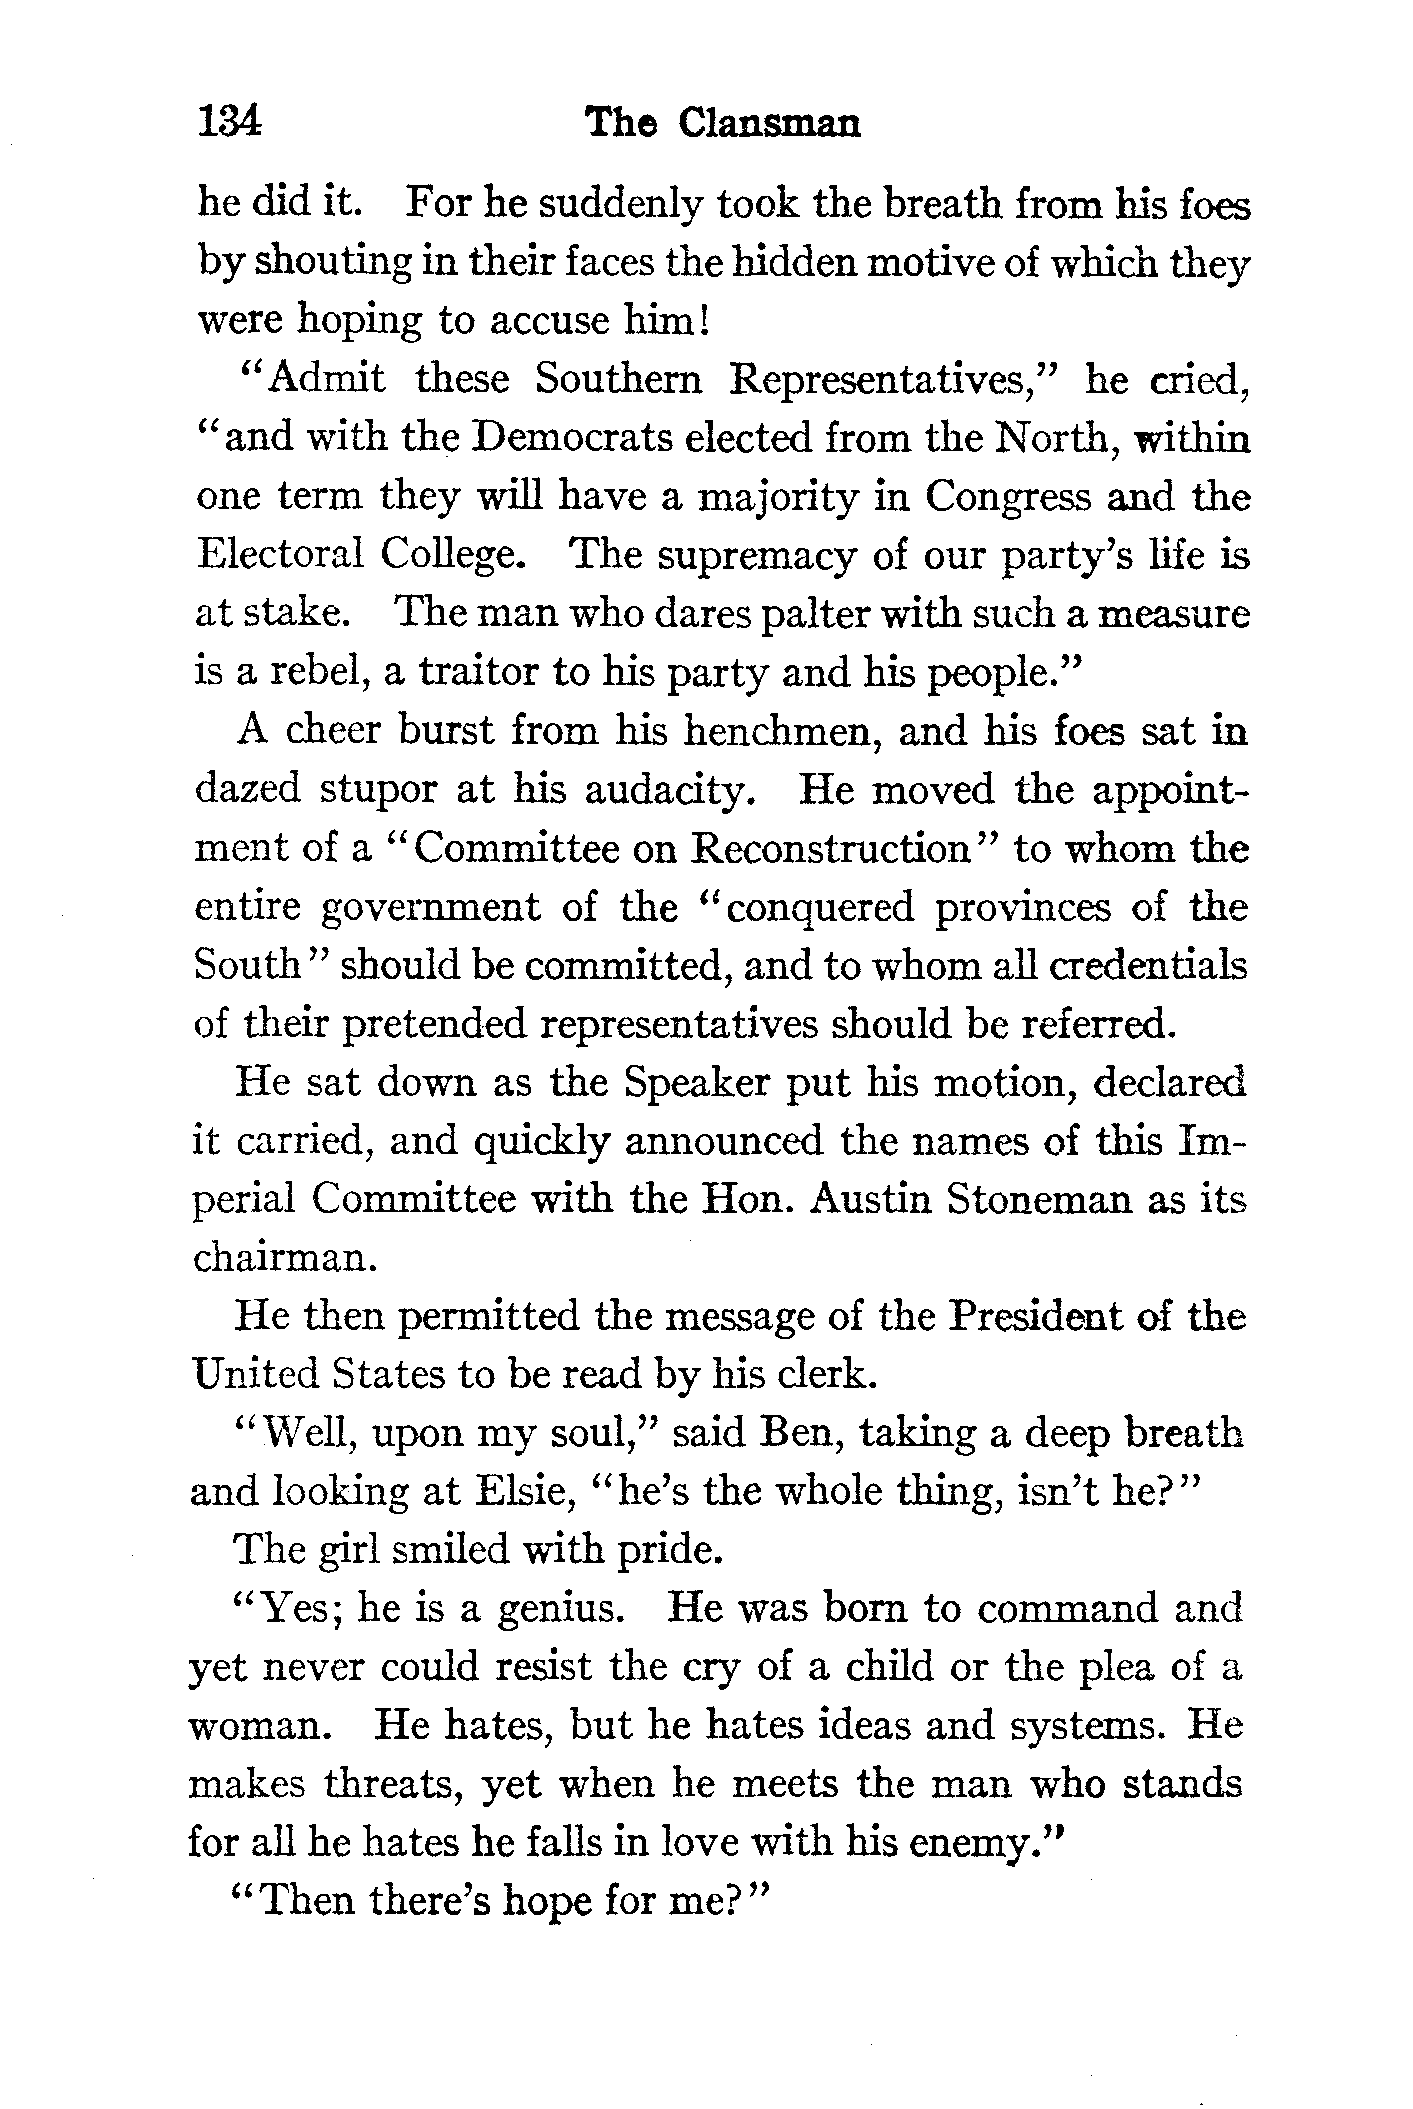 134 The Clansman
he did it. For he suddenly took the breath from his foes
by shouting in their faces the hidden motive of which they
were hoping to accuse him!
"Admit these Southern Representatives," he cried,
"and with the Democrats elected from the North, within
one term they will have a majority in Congress and the
Electoral College. The supremacy of our party's life is
at stake. The man who dares palter with such a measure
is a rebel, a traitor to his party and his people."
A cheer burst from his henchmen, and his foes sat in
dazed stupor at his audacity. He moved the appoint-
ment of a "Committee on Reconstruction" to whom the
entire government of the "conquered provinces of the
South" should be committed, and to whom all credentials
of their pretended representatives should be referred.
He sat down as the Speaker put his motion, declared
it carried, and quickly announced the names of this Im-
perial Committee with the Hon. Austin Stoneman as its
chairman.
He then permitted the message of the President of the
United States to be read by his clerk.
"Well, upon my soul," said Ben, taking a deep breath
and looking at Elsie, "he's the whole thing, isn't he?"
The girl smiled with pride.
"Yes; he is a genius. He was born to command and
yet never could resist the cry of a child or the plea of a
woman. He hates, but he hates ideas and systems. He
makes threats, yet when he meets the man who stands
for all he hates he falls in love with his enemy."
"Then there's hope for me?"